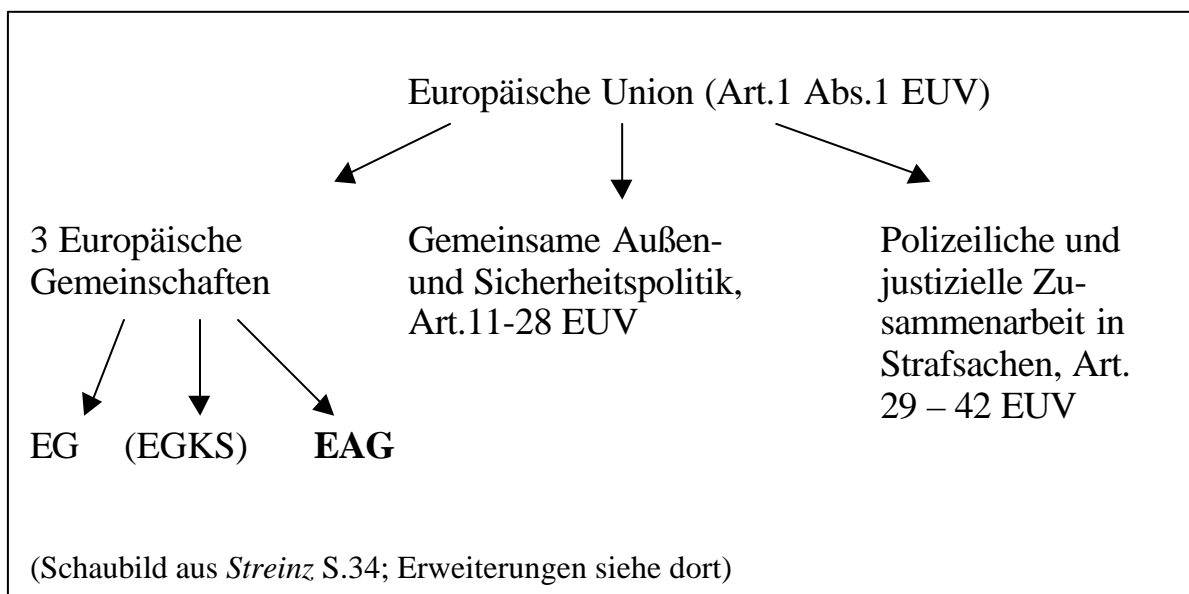 Europäische Union (Art.1 Abs.1 EUV)
3 Europäische
Gemeinschaften
Gemeinsame Außen-
und Sicherheitspolitik,
Art.11-28 EUV
Polizeiliche und
justizielle Zu-
sammenarbeit in
Strafsachen, Art.
29 – 42 EUV
EG (EGKS) EAG
(Schaubild aus Streinz S.34; Erweiterungen siehe dort)